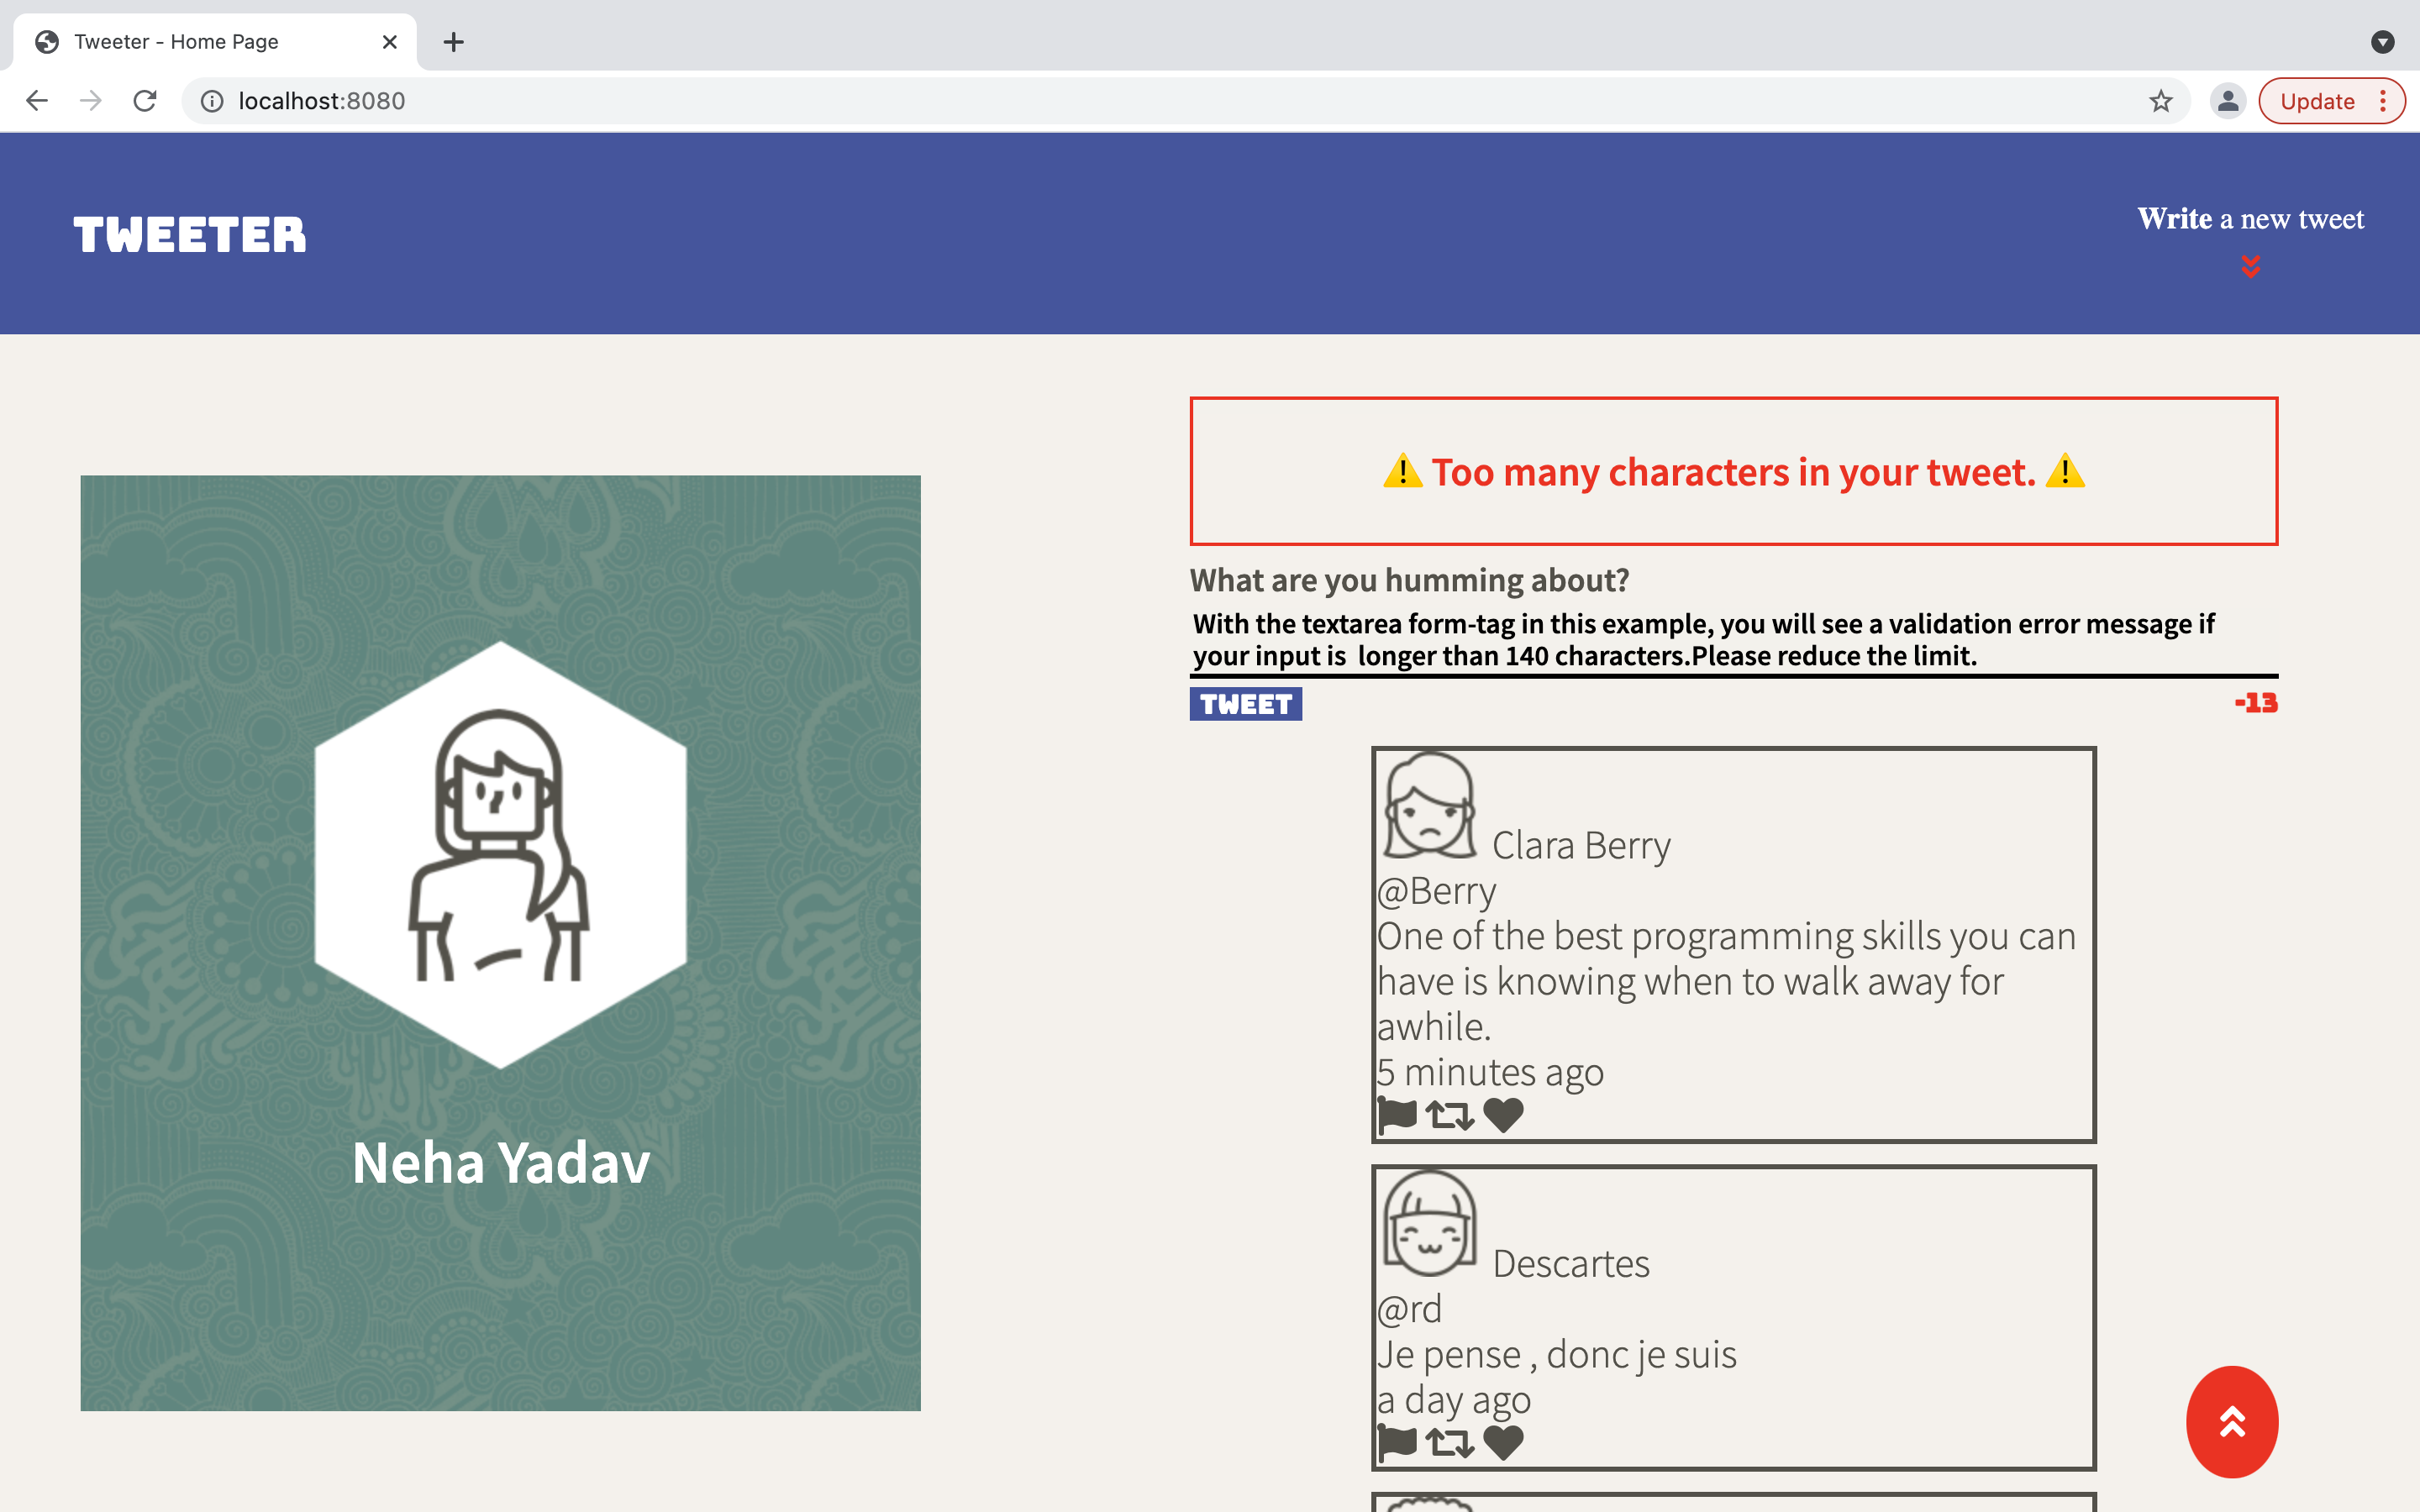 Tweeter - Home Page
localhost:8080
Update
TWEETER
Write a new tweet
⚠️ Too many characters in your tweet. ⚠️
What are you humming about?
With the textarea form-tag in this example, you will see a validation error message if
your input is  longer than 140 characters.Please reduce the limit.
TWEET
-13
Neha Yadav
Clara Berry
@Berry
One of the best programming skills you can
have is knowing when to walk away for
awhile.
5 minutes ago
Descartes
@rd
Je pense , donc je suis
a day ago